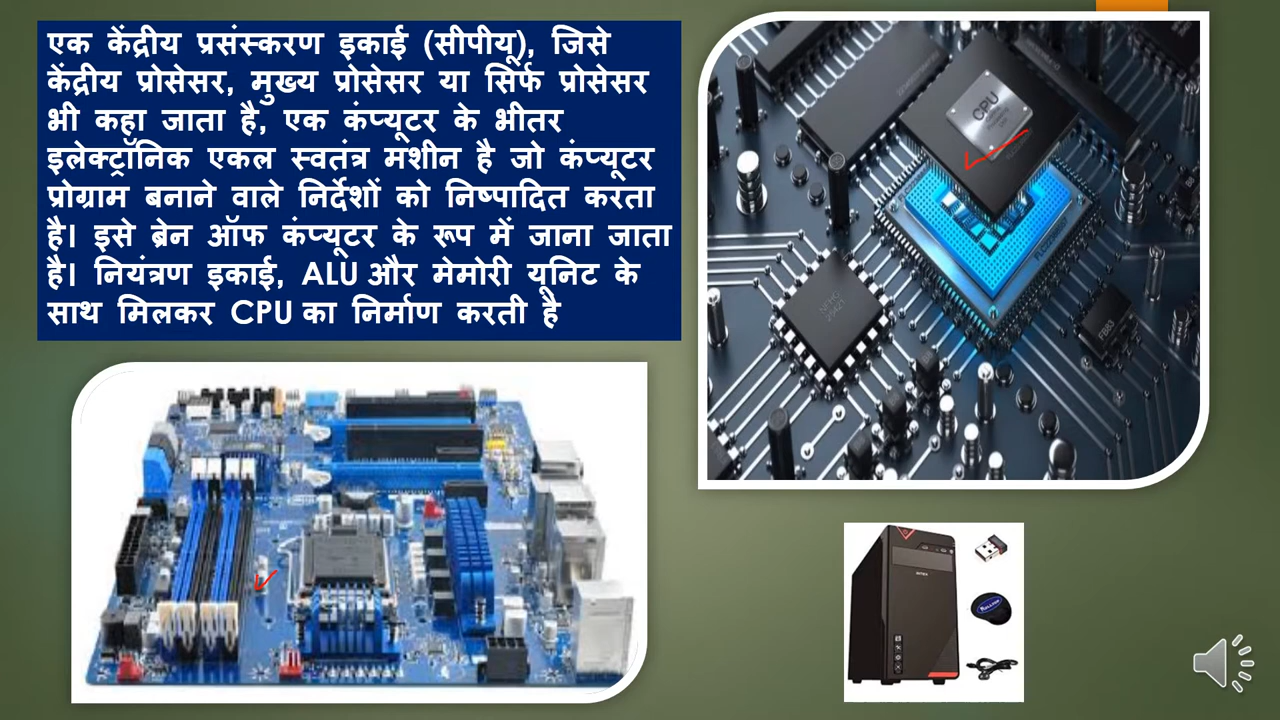 एक केंद्रीय प्रसंस्करण इकाई (सीपीयू), जिसे
केंद्रीय प्रोसेसर, मुख्य प्रोसेसर या सिर्फ प्रोसेसर
भी कहा जाता है, एक कंप्यूटर के भीतर
इलेक्ट्रॉनिक एकल स्वतंत्र मशीन है जो कंप्यूटर
प्रोग्राम बनाने वाले निर्देशों को निष्पादित करता
है। इसे ब्रेन ऑफ कंप्यूटर के रूप में जाना जाता
है। नियंत्रण इकाई, ALU और मेमोरी यूनिट के
साथ मिलकर CPU का निर्माण करती है
CPU